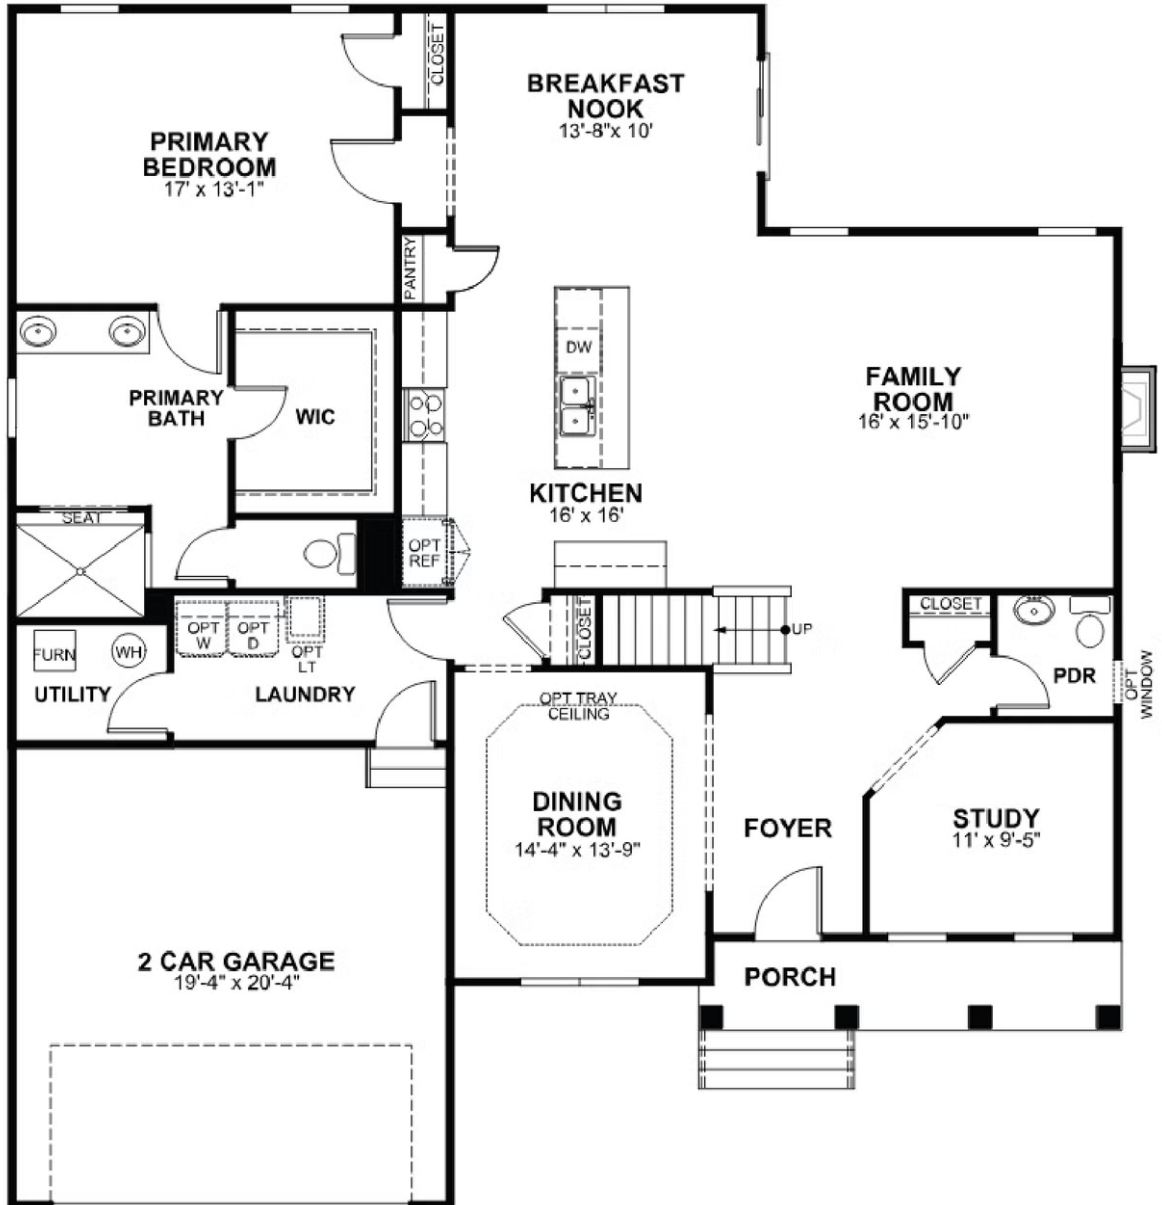 CLOSET
BREAKFAST
NOOK
13'-8"x 10'
PRIMARY
BEDROOM
17' x 13'-1"
PANTRY
DW
PRIMARY
BATH
WIC
FAMILY
ROOM
16' x 15'-10"
KITCHEN
16' x 16'
SEAT
OPT
REF
CLOSET
CLOSET
UP
OPT
W
OPT
D
OPT
LT
FURN
WH
UTILITY
LAUNDRY
PDR
OPT
WINDOW
OPT TRAY
CEILING
DINING
ROOM
14'-4" x 13'-9"
FOYER
STUDY
11' x 9'-5"
2 CAR GARAGE
19'-4" x 20'-4"
PORCH